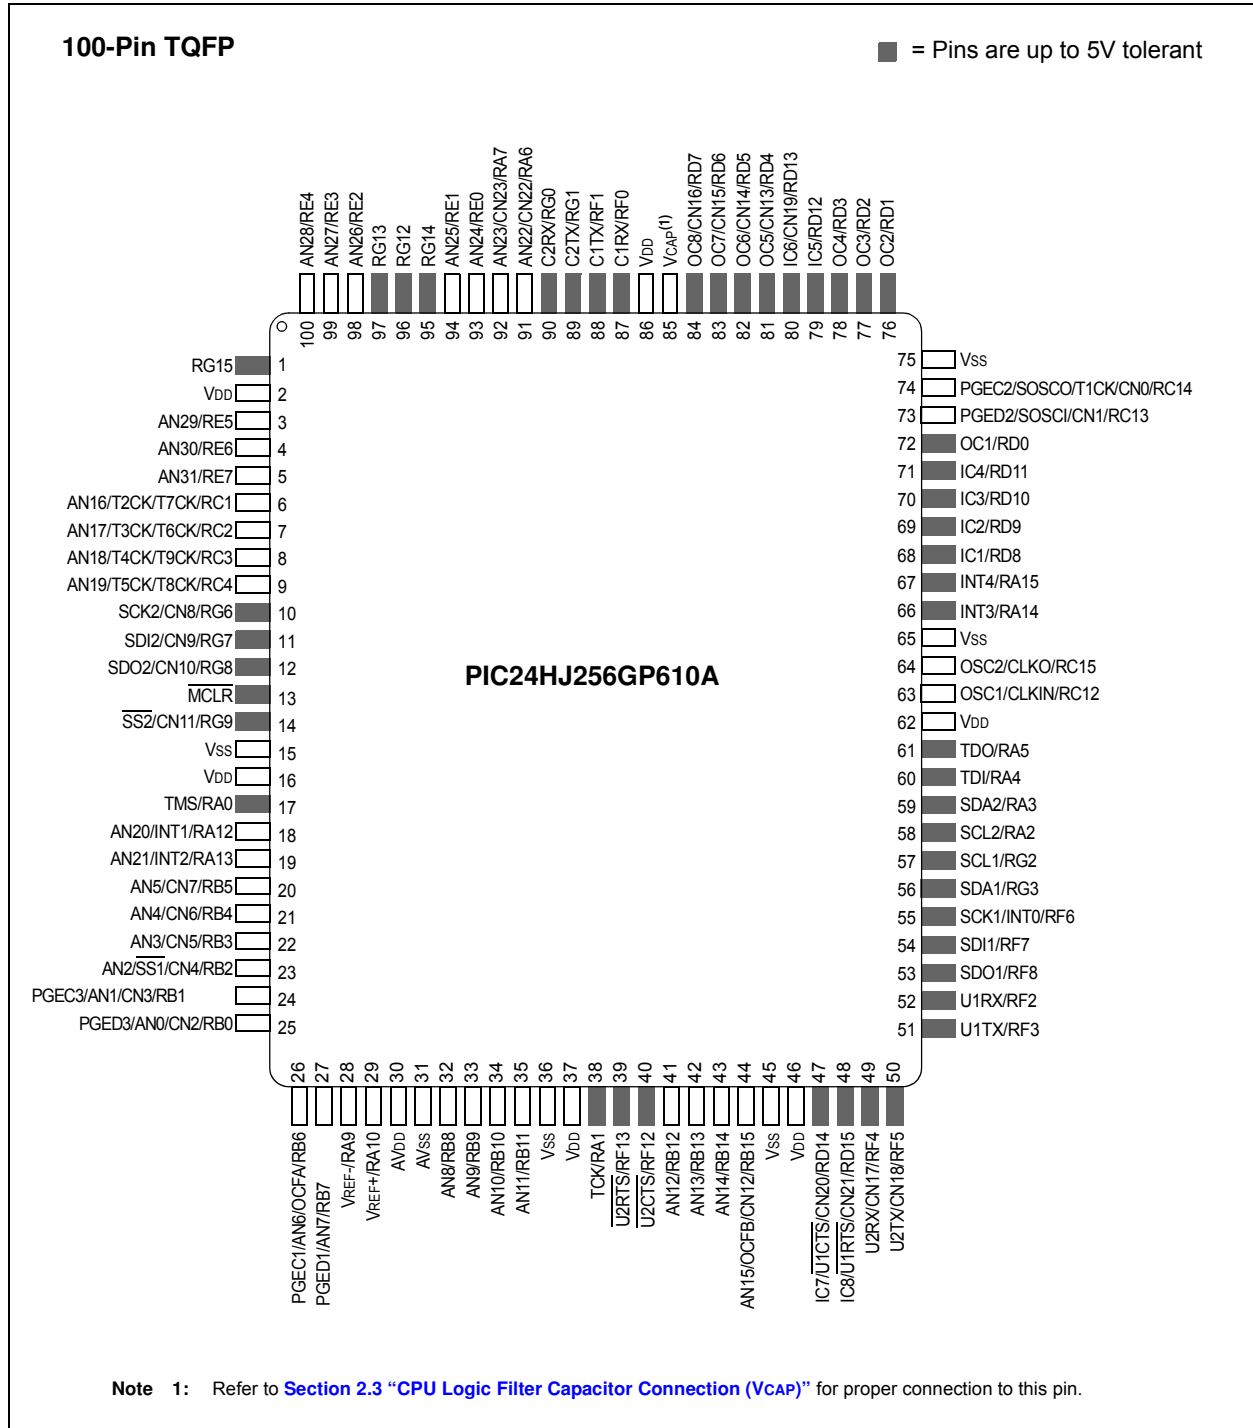 100-Pin TQFP
= Pins are up to 5V tolerant
AN28/RE4
AN27/RE3
AN26/RE2
RG13
RG12
RG14
AN25/RE1
AN24/RE0
AN23/CN23/RA7
AN22/CN22/RA6
C2RX/RG0
C2TX/RG1
C1TX/RF1
C1RX/RF0
VDD
VCAP(1)
OC8/CN16/RD7
OC7/CN15/RD6
OC6/CN14/RD5
OC5/CN13/RD4
IC6/CN19/RD13
IC5/RD12
OC4/RD3
OC3/RD2
OC2/RD1
100
99
98
97
96
95
94
93
92
91
90
89
88
87
86
85
84
83
82
81
80
79
78
77
76
RG15 1
VDD 2
AN29/RE5 3
AN30/RE6 4
AN31/RE7 5
AN16/T2CK/T7CK/RC1 6
AN17/T3CK/T6CK/RC2 7
AN18/T4CK/T9CK/RC3 8
AN19/T5CK/T8CK/RC4 9
SCK2/CN8/RG6 10
SDI2/CN9/RG7 11
SDO2/CN10/RG8 12
MCLR 13
SS2/CN11/RG9 14
VSS 15
VDD 16
TMS/RA0 17
AN20/INT1/RA12 18
AN21/INT2/RA13 19
AN5/CN7/RB5 20
AN4/CN6/RB4 21
AN3/CN5/RB3 22
AN2/SS1/CN4/RB2 23
PGEC3/AN1/CN3/RB1 24
PGED3/AN0/CN2/RB0 25
PIC24HJ256GP610A
75 VSS
74 PGEC2/SOSCO/T1CK/CN0/RC14
73 PGED2/SOSCI/CN1/RC13
72 OC1/RD0
71 IC4/RD11
70 IC3/RD10
69 IC2/RD9
68 IC1/RD8
67 INT4/RA15
66 INT3/RA14
65 VSS
64 OSC2/CLKO/RC15
63 OSC1/CLKIN/RC12
62 VDD
61 TDO/RA5
60 TDI/RA4
59 SDA2/RA3
58 SCL2/RA2
57 SCL1/RG2
56 SDA1/RG3
55 SCK1/INT0/RF6
54 SDI1/RF7
53 SDO1/RF8
52 U1RX/RF2
51 U1TX/RF3
26
27
28
29
30
31
32
33
34
35
36
37
38
39
40
41
42
43
44
45
46
47
48
49
50
PGEC1/AN6/OCFA/RB6
PGED1/AN7/RB7
VREF-/RA9
VREF+/RA10
AVDD
AVSS
AN8/RB8
AN9/RB9
AN10/RB10
AN11/RB11
VSS
VDD
TCK/RA1
U2RTS/RF13
U2CTS/RF12
AN12/RB12
AN13/RB13
AN14/RB14
AN15/OCFB/CN12/RB15
VSS
VDD
IC7/U1CTS/CN20/RD14
IC8/U1RTS/CN21/RD15
U2RX/CN17/RF4
U2TX/CN18/RF5
Note 1: Refer to Section 2.3 “CPU Logic Filter Capacitor Connection (VCAP)” for proper connection to this pin.